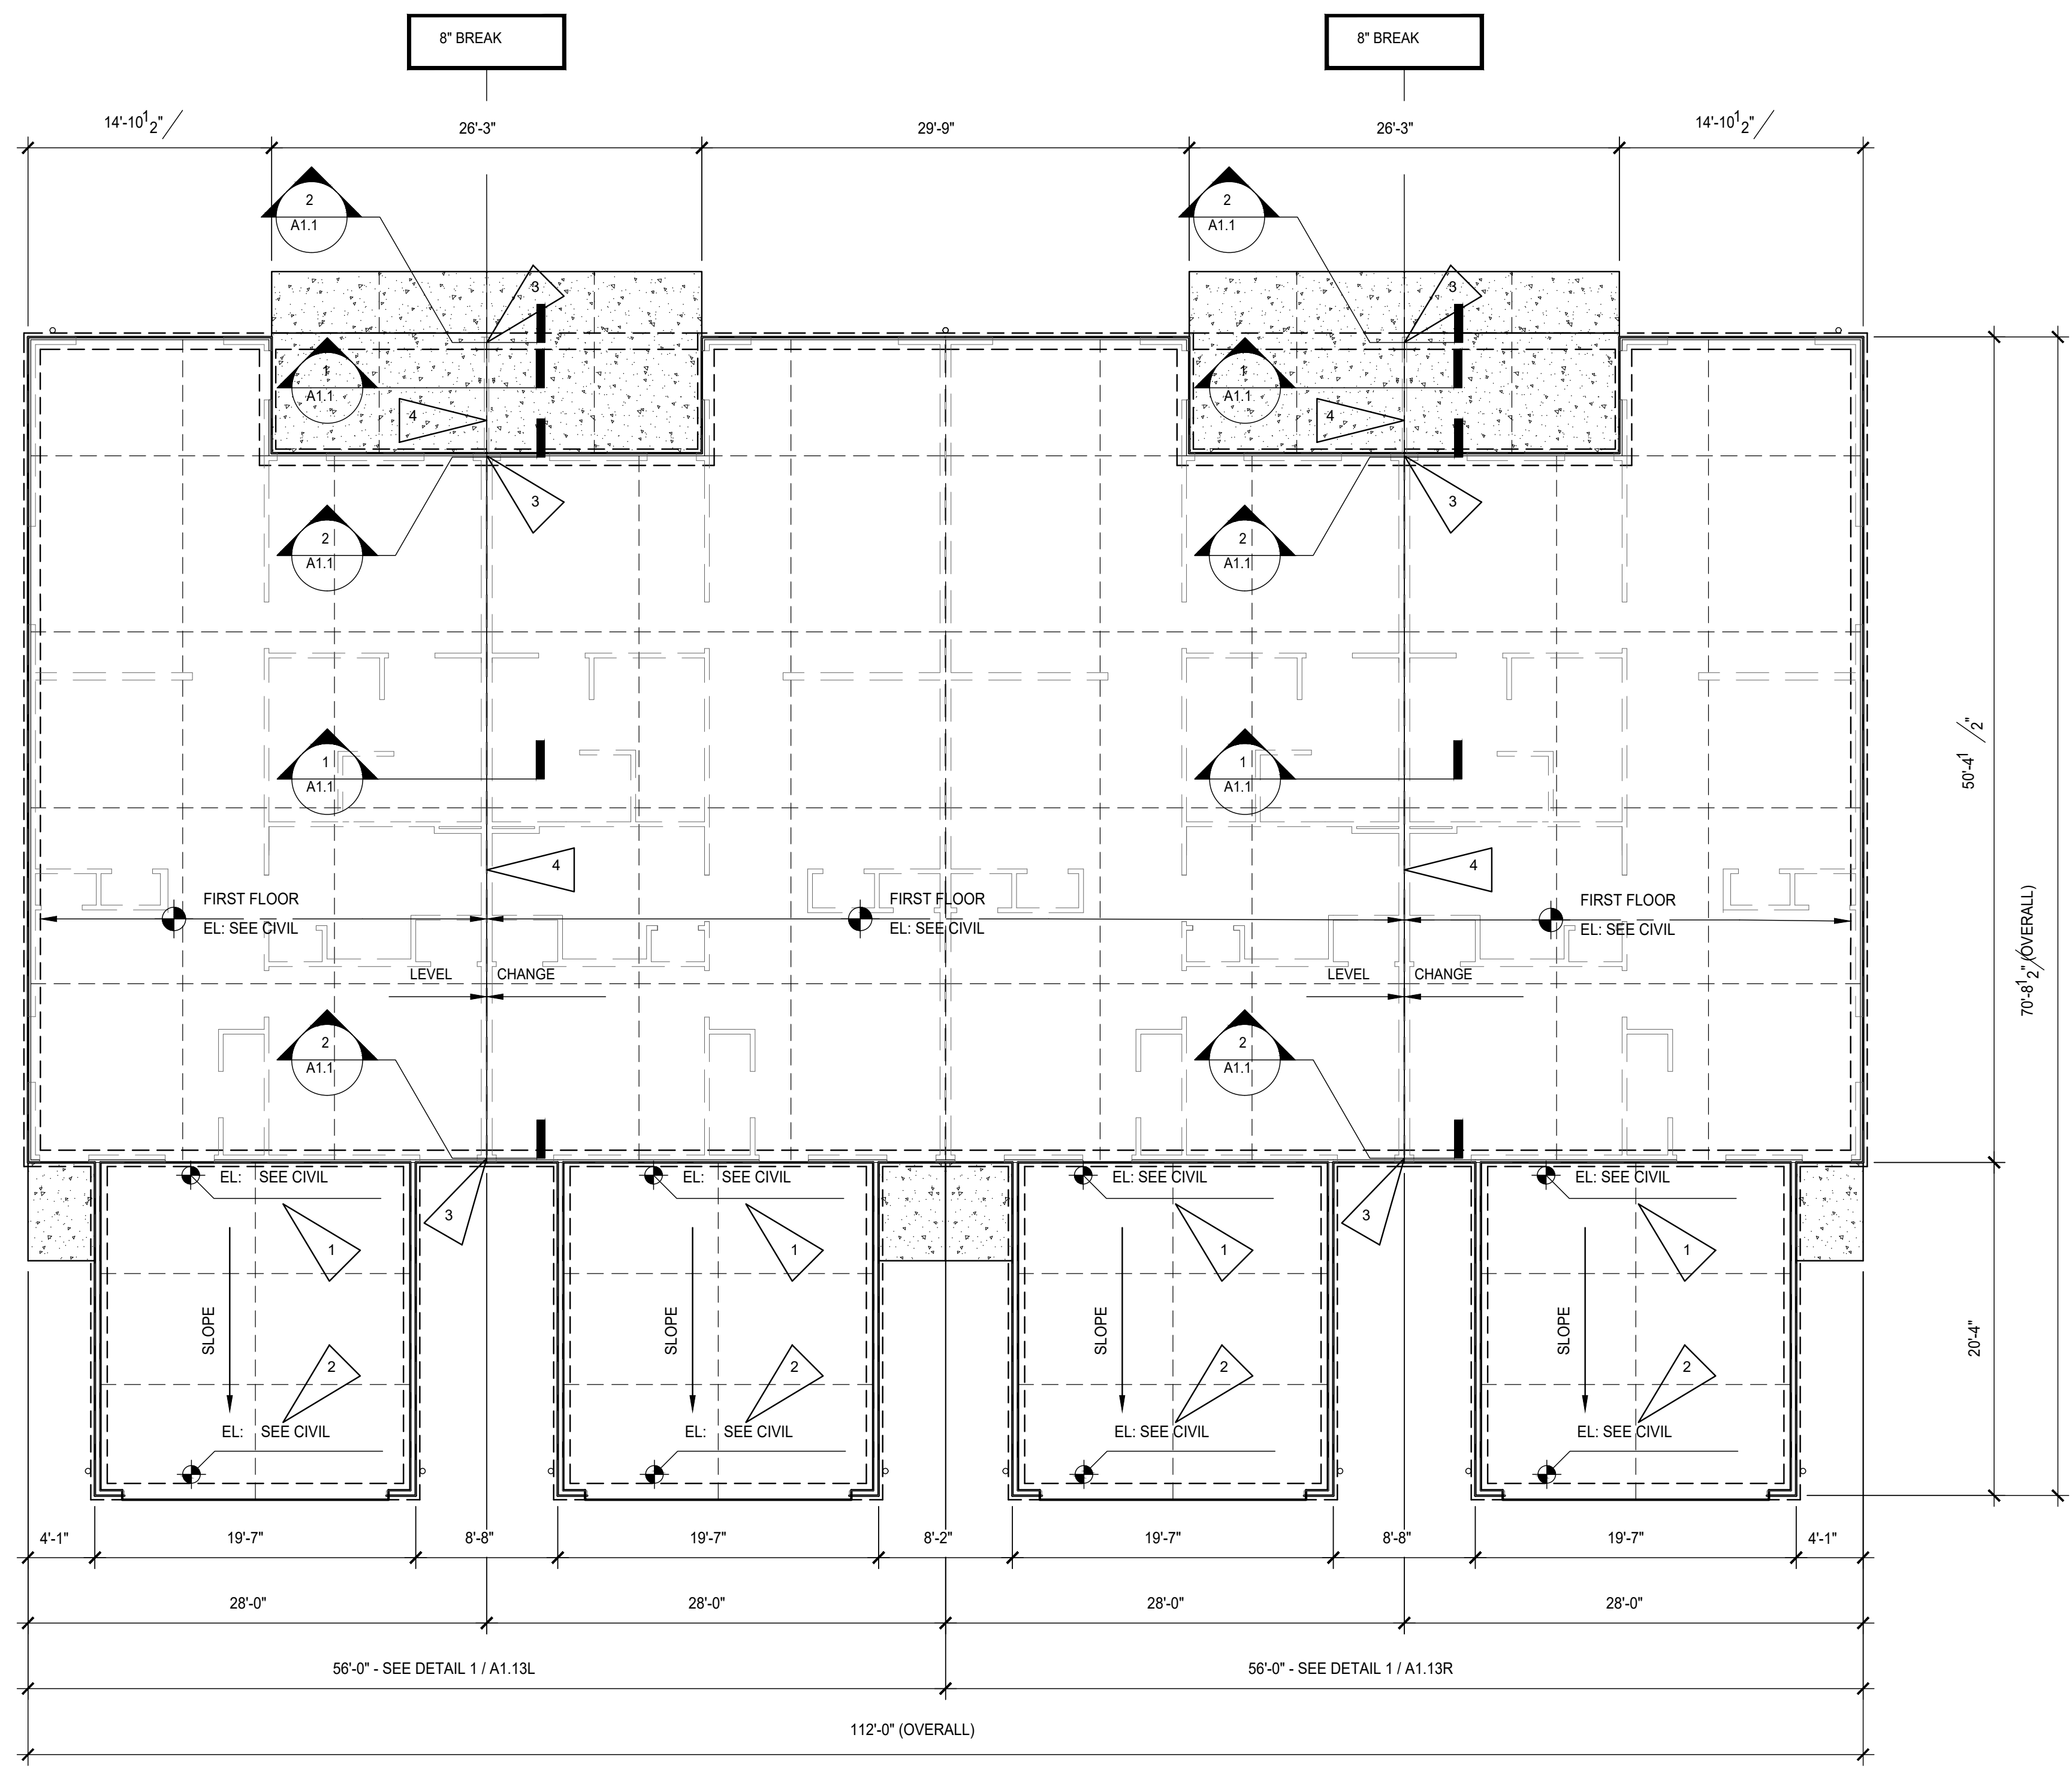 8" BREAK
8" BREAK
14'-10 1/2"
26'-3"
29'-9"
26'-3"
14'-10 1/2"
2
A1.1
2
A1.1
3
3
1
A1.1
1
A1.1
4
4
3
3
2
A1.1
2
A1.1
50'-4 1/2"
1
A1.1
1
A1.1
4
4
FIRST FLOOR
EL: SEE CIVIL
FIRST FLOOR
EL: SEE CIVIL
FIRST FLOOR
EL: SEE CIVIL
70'-8 1/2" (OVERALL)
LEVEL CHANGE
LEVEL CHANGE
2
A1.1
2
A1.1
EL: SEE CIVIL
EL: SEE CIVIL
EL: SEE CIVIL
EL: SEE CIVIL
3
3
1
1
1
1
SLOPE
SLOPE
SLOPE
SLOPE
20'-4"
2
2
2
2
EL: SEE CIVIL
EL: SEE CIVIL
EL: SEE CIVIL
EL: SEE CIVIL
4'-1"
19'-7"
8'-8"
19'-7"
8'-2"
19'-7"
8'-8"
19'-7"
4'-1"
28'-0"
28'-0"
28'-0"
28'-0"
56'-0" - SEE DETAIL 1 / A1.13L
56'-0" - SEE DETAIL 1 / A1.13R
112'-0" (OVERALL)